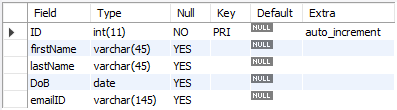 Field Type Null Key Default Extra
ID int(11) NO PRI NULL auto_increment
firstName varchar(45) YES NULL
lastName varchar(45) YES NULL
DoB date YES NULL
emailID varchar(145) YES NULL